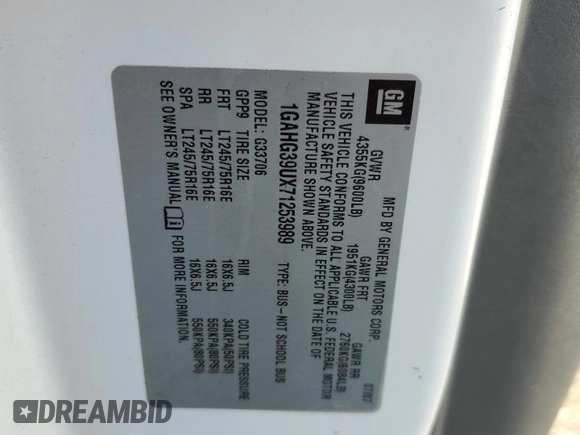 GM
MFD BY GENERAL MOTORS CORP. 07/07
GVWR GAWR FRT GAWR RR
4355KG(9600LB) 1951KG(4300LB) 2760KG(6084LB)
THIS VEHICLE CONFORMS TO ALL APPLICABLE U.S. FEDERAL MOTOR
VEHICLE SAFETY STANDARDS IN EFFECT ON THE DATE OF
MANUFACTURE SHOWN ABOVE.
1GAHG39UX71253989 TYPE: BUS-NOT SCHOOL BUS
MODEL: G33706
GPP9 TIRE SIZE RIM COLD TIRE PRESSURE
FRT LT245/75R16E 16X6.5J 340KPA(50PSI)
RR LT245/75R16E 16X6.5J 550KPA(80PSI)
SPA LT245/75R16E 16X6.5J 550KPA(80PSI)
SEE OWNER'S MANUAL FOR MORE INFORMATION.
DREAMBID